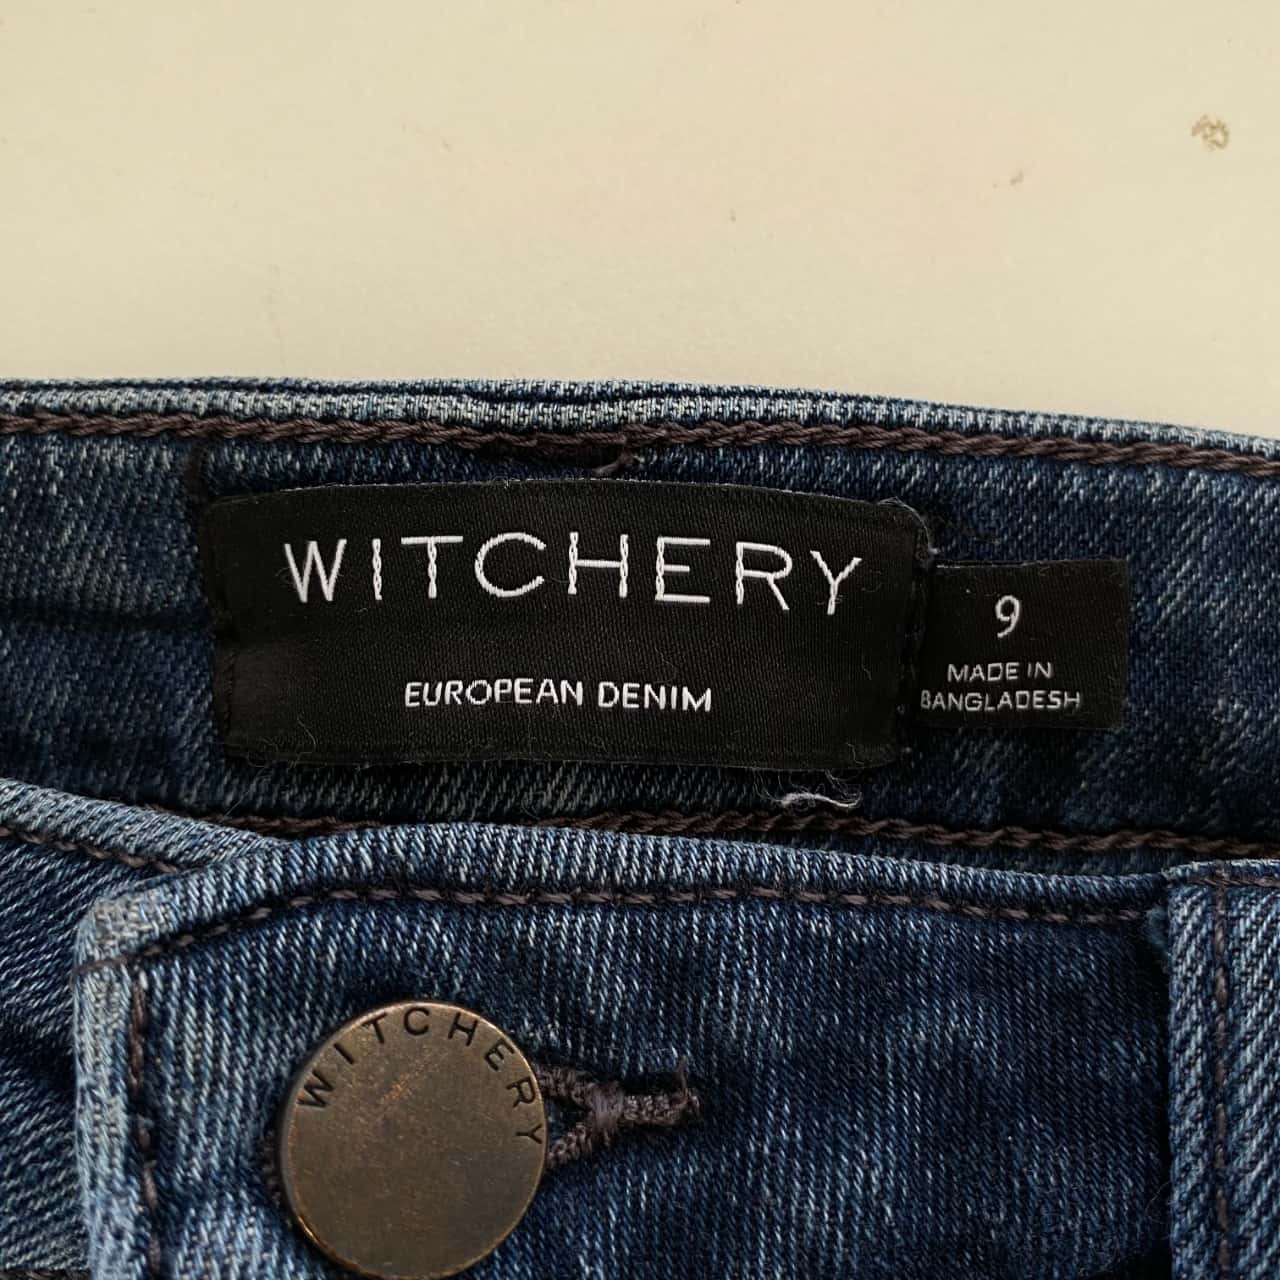 WITCHERY
EUROPEAN DENIM
9
MADE IN
BANGLADESH
WITCHERY